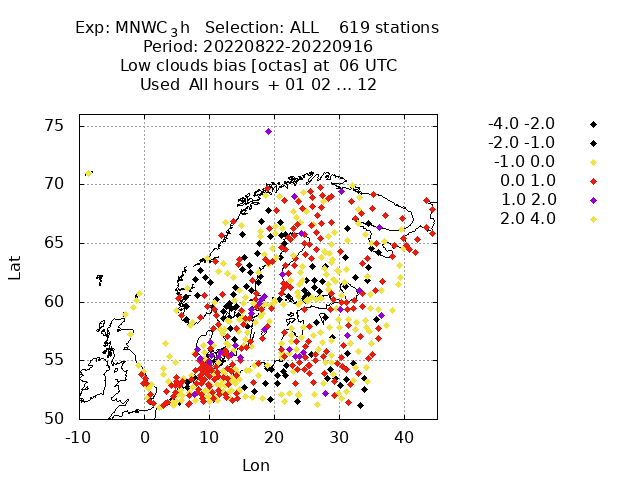 Exp: MNWC₃h Selection: ALL 619 stations
Period: 20220822-20220916
Low clouds bias [octas] at 06 UTC
Used All hours + 01 02 ... 12
75
70
65
60
55
50
-10 0 10 20 30 40
Lat
Lon
-4.0 -2.0
-2.0 -1.0
-1.0 0.0
0.0 1.0
1.0 2.0
2.0 4.0